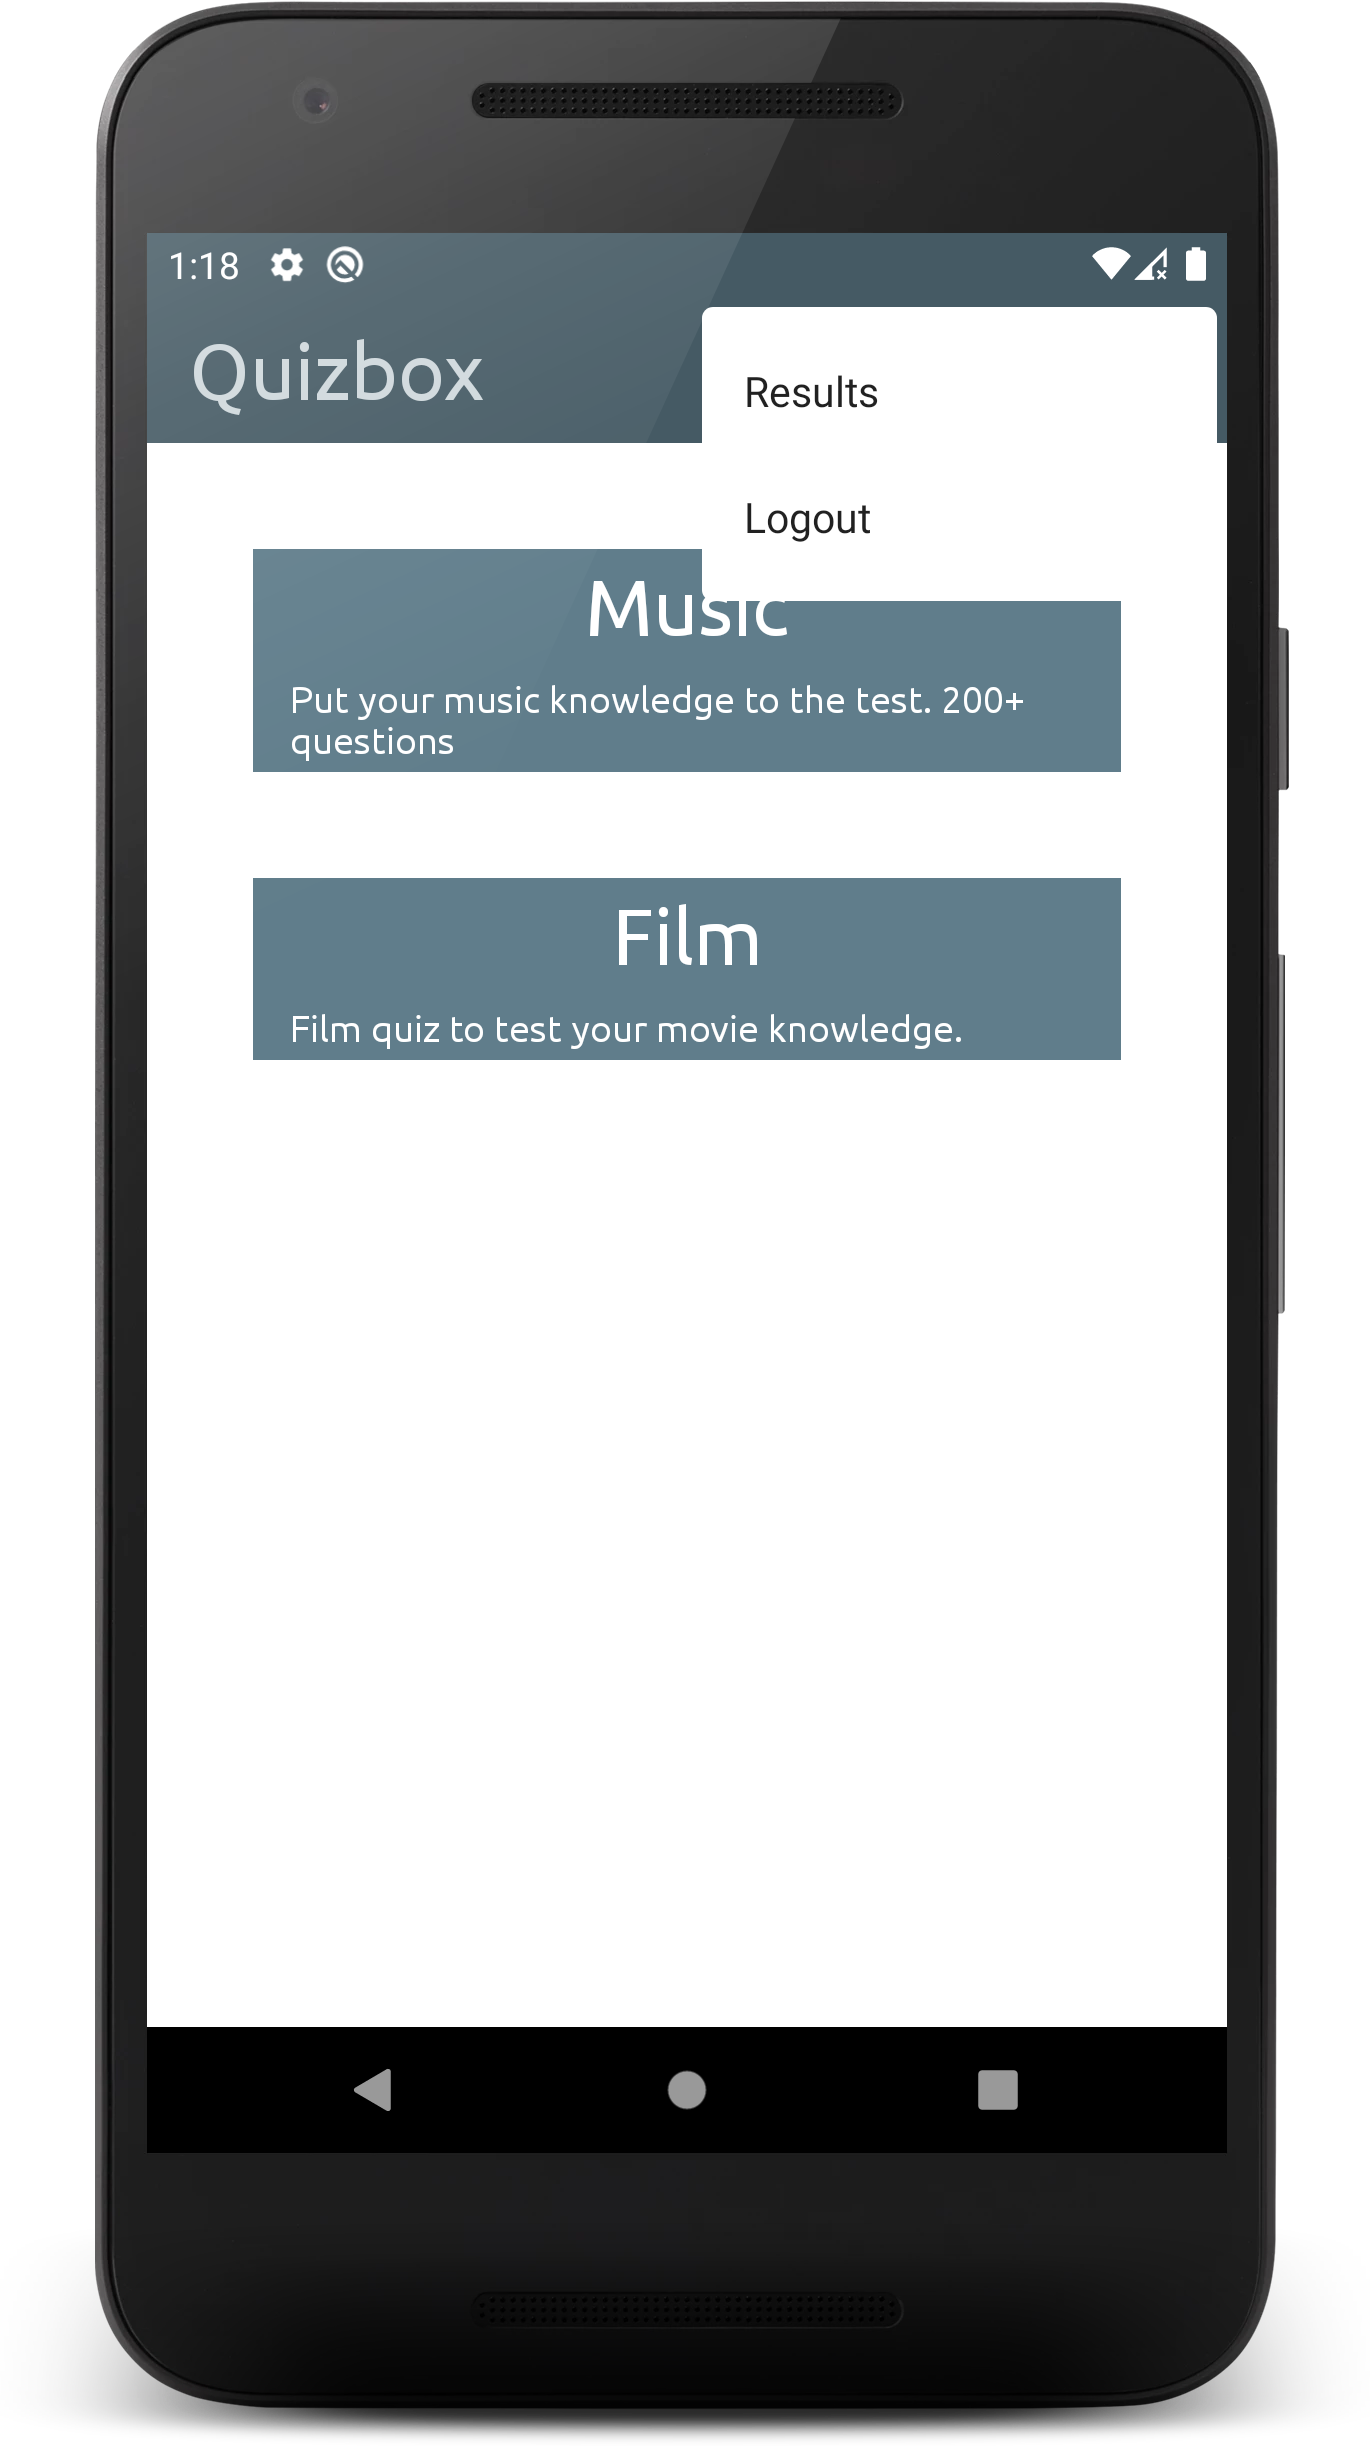 1:18
Quizbox
Results
Logout
Music
Put your music knowledge to the test. 200+
questions
Film
Film quiz to test your movie knowledge.